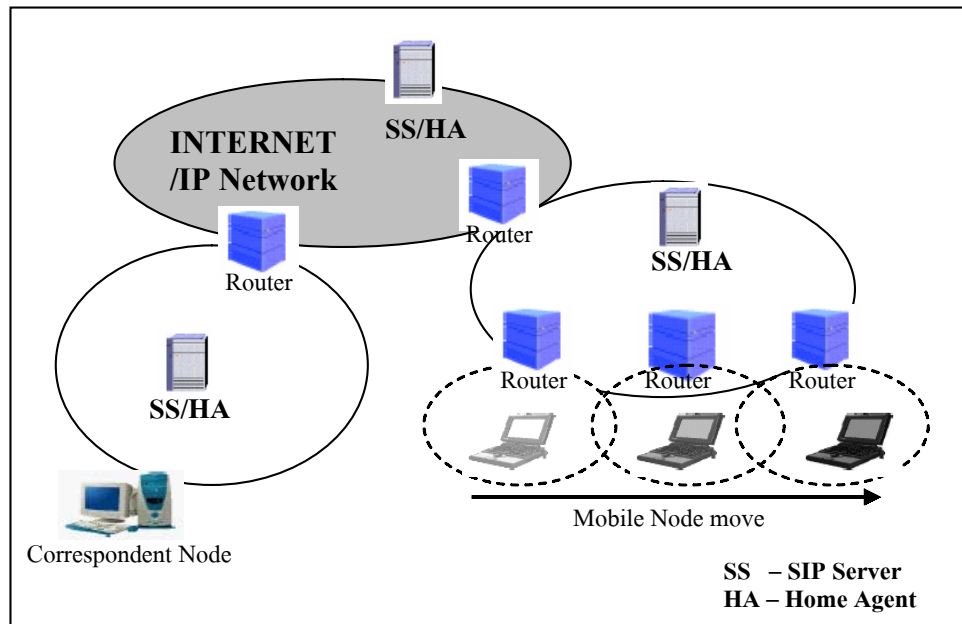 SS/HA
INTERNET
/IP Network
Router
Router
SS/HA
SS/HA
Router
Router
Router
Mobile Node move
Correspondent Node
SS – SIP Server
HA – Home Agent